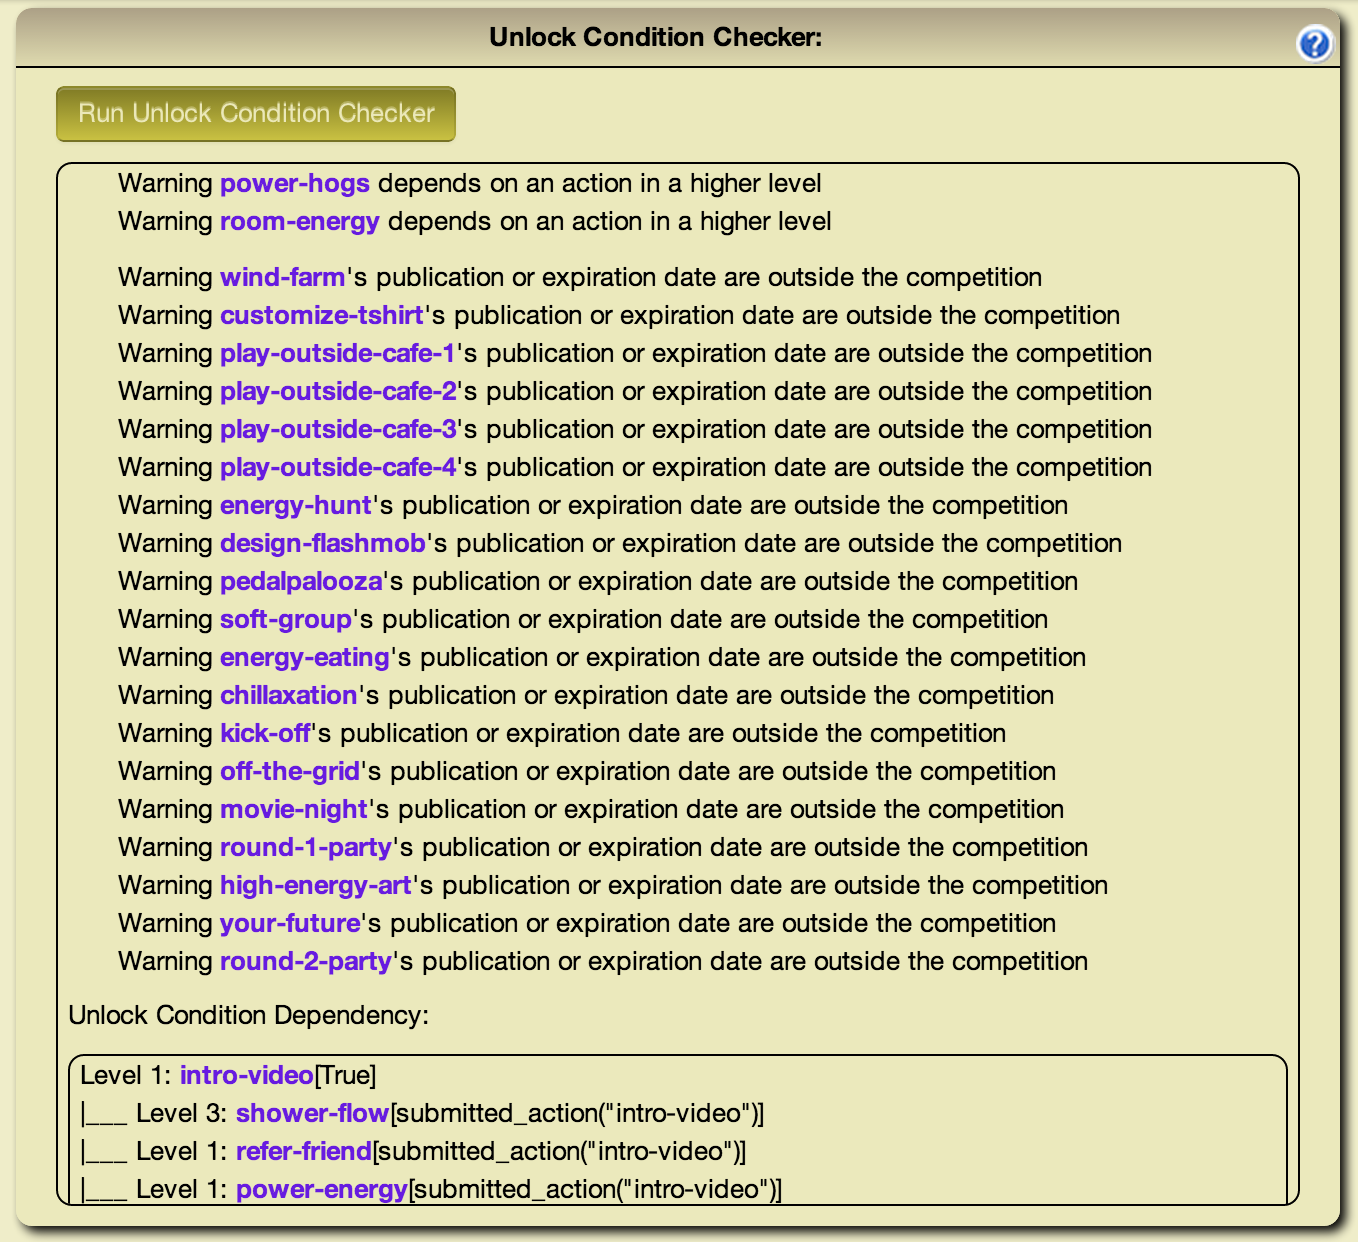 Unlock Condition Checker:
?
Run Unlock Condition Checker
Warning power-hogs depends on an action in a higher level
Warning room-energy depends on an action in a higher level
Warning wind-farm's publication or expiration date are outside the competition
Warning customize-tshirt's publication or expiration date are outside the competition
Warning play-outside-cafe-1's publication or expiration date are outside the competition
Warning play-outside-cafe-2's publication or expiration date are outside the competition
Warning play-outside-cafe-3's publication or expiration date are outside the competition
Warning play-outside-cafe-4's publication or expiration date are outside the competition
Warning energy-hunt's publication or expiration date are outside the competition
Warning design-flashmob's publication or expiration date are outside the competition
Warning pedalpalooza's publication or expiration date are outside the competition
Warning soft-group's publication or expiration date are outside the competition
Warning energy-eating's publication or expiration date are outside the competition
Warning chillaxation's publication or expiration date are outside the competition
Warning kick-off's publication or expiration date are outside the competition
Warning off-the-grid's publication or expiration date are outside the competition
Warning movie-night's publication or expiration date are outside the competition
Warning round-1-party's publication or expiration date are outside the competition
Warning high-energy-art's publication or expiration date are outside the competition
Warning your-future's publication or expiration date are outside the competition
Warning round-2-party's publication or expiration date are outside the competition
Unlock Condition Dependency:
Level 1: intro-video[True]
|___ Level 3: shower-flow[submitted_action("intro-video")]
|___ Level 1: refer-friend[submitted_action("intro-video")]
|___ Level 1: power-energy[submitted_action("intro-video")]